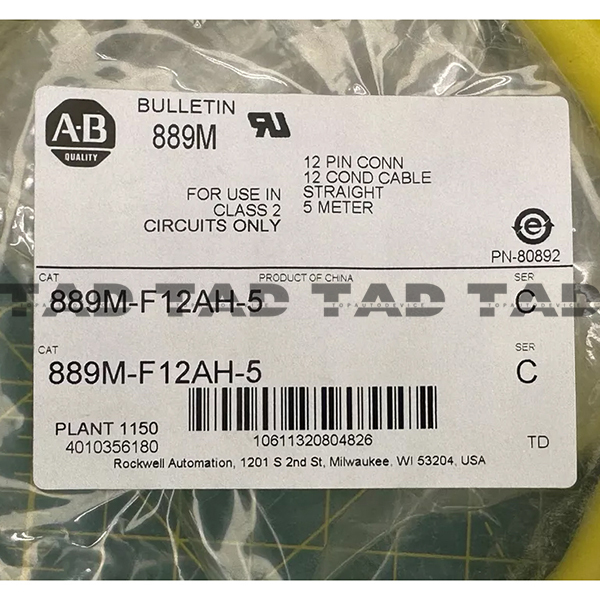 A-B
QUALITY
BULLETIN
889M
12 PIN CONN
12 COND CABLE
STRAIGHT
5 METER
FOR USE IN
CLASS 2
CIRCUITS ONLY
e
PN-80892
CAT PRODUCT OF CHINA SER
889M-F12AH-5 C
TAD TAD TAD TAD
TOPAUTODEVICE
CAT SER
889M-F12AH-5 C
PLANT 1150
4010356180 10611320804826 TD
Rockwell Automation, 1201 S 2nd St, Milwaukee, WI 53204, USA